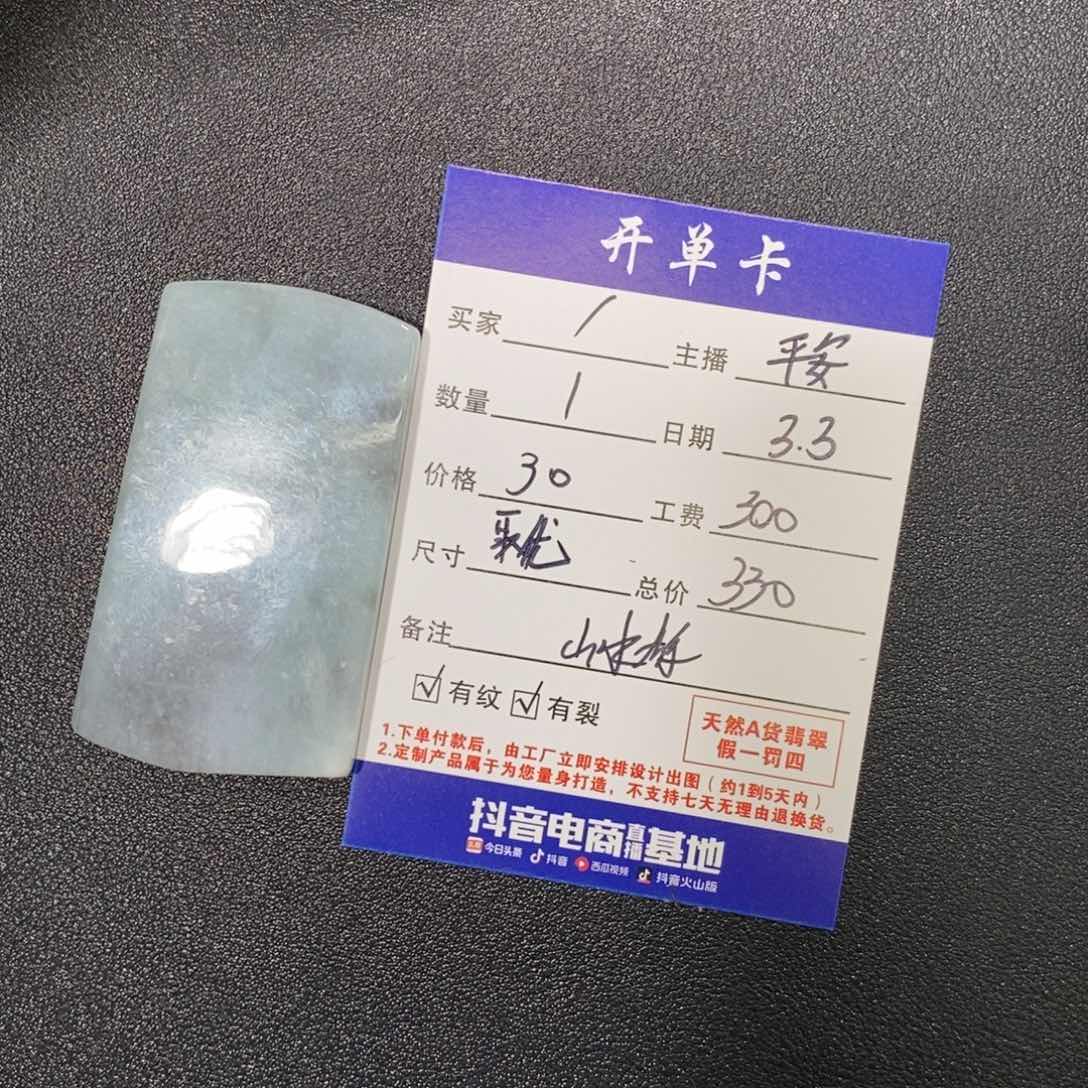 开单卡
买家 / 主播 平安
数量 1 日期 3.3
价格 30 工费 300
尺寸 总价 330
备注 山水
☑有纹 ☑有裂
天然A货翡翠
假一罚四
1.下单付款后，由工厂立即安排设计出图（约1到5天内）
2.定制产品属于为您量身打造，不支持七天无理由退换货。
抖音电商直播基地
头条 今日头条 抖音 西瓜视频 抖音火山版